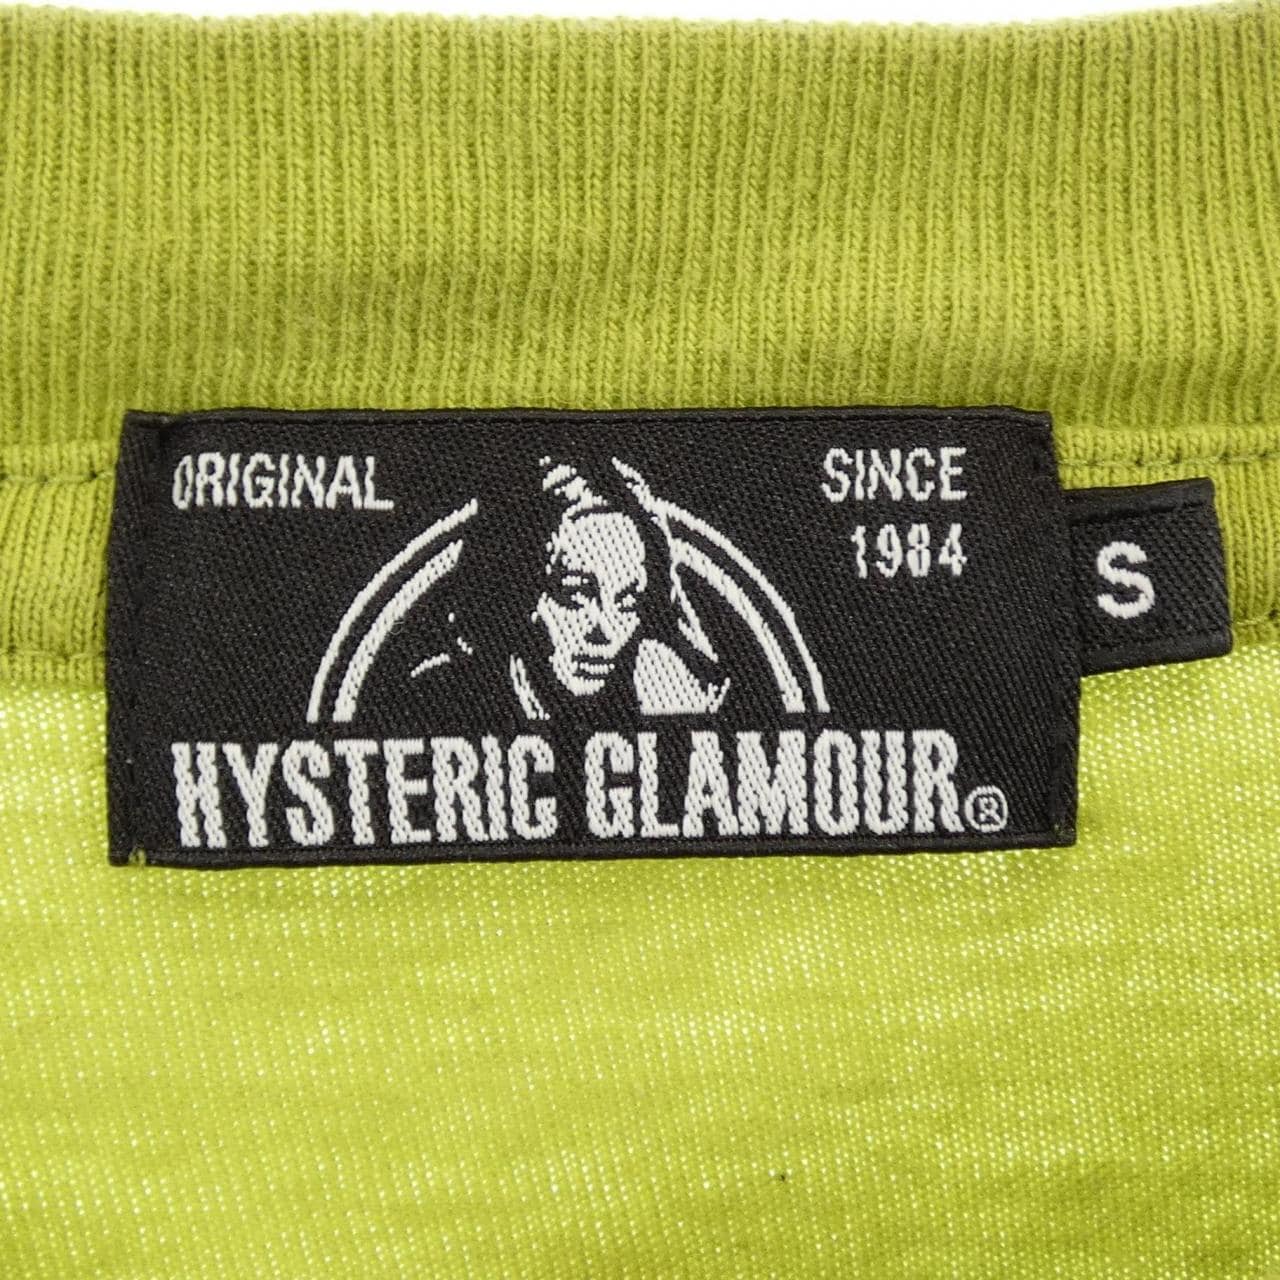 ORIGINAL
SINCE
1984
HYSTERIC GLAMOUR®
S